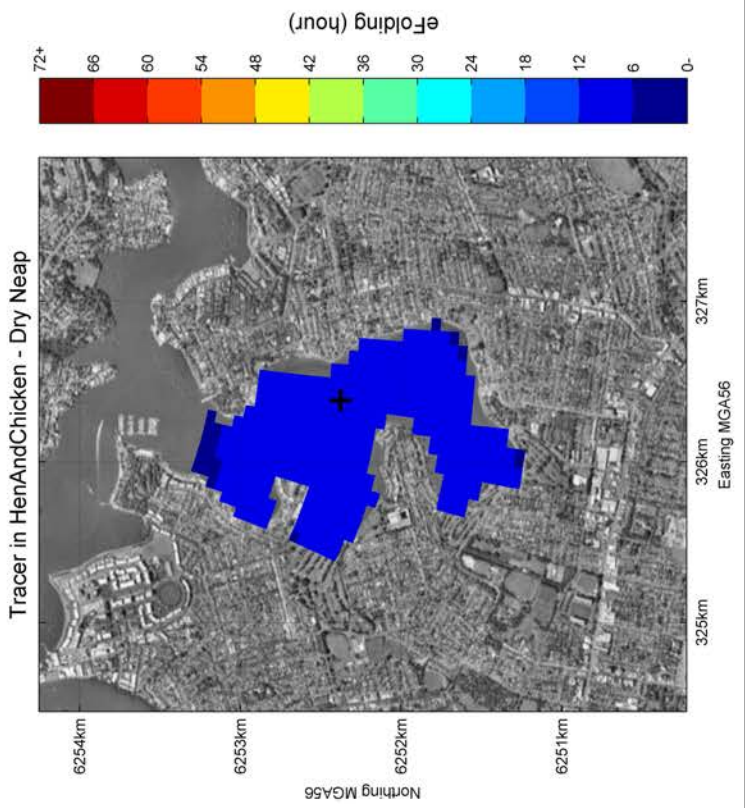 Tracer in HenAndChicken - Dry Neap
6254km
6253km
6252km
6251km
Northing MGA56
325km
326km
327km
Easting MGA56
72+
66
60
54
48
42
36
30
24
18
12
6
0-
eFolding (hour)